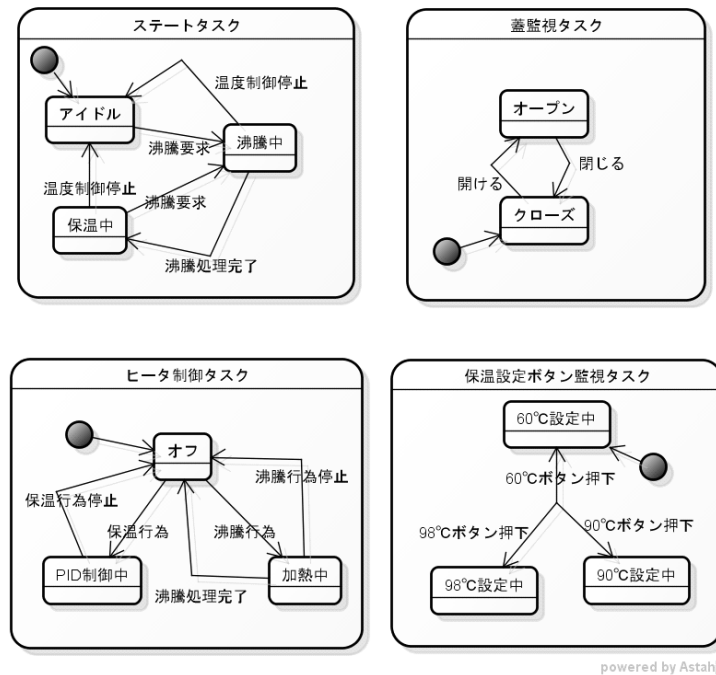 ステートタスク
温度制御停止
アイドル
沸騰要求
沸騰中
温度制御停止
沸騰要求
保温中
沸騰処理完了
蓋監視タスク
オープン
開ける
閉じる
クローズ
ヒータ制御タスク
オフ
保温行為停止
沸騰行為停止
保温行為
沸騰行為
PID制御中
加熱中
沸騰処理完了
保温設定ボタン監視タスク
60℃設定中
60℃ボタン押下
98℃ボタン押下
90℃ボタン押下
98℃設定中
90℃設定中
powered by Astah